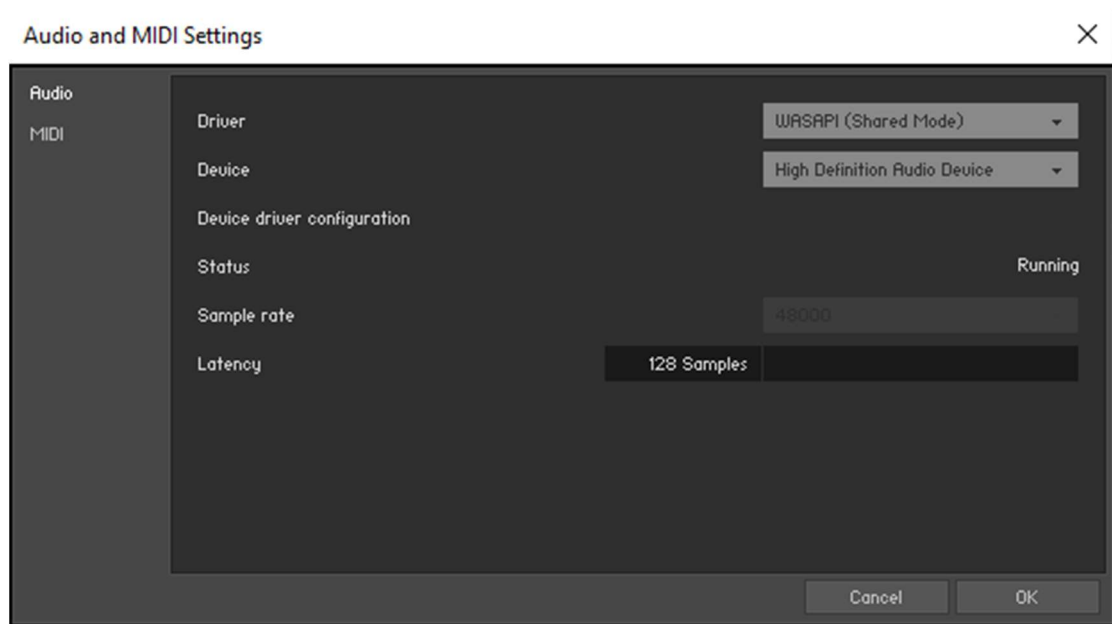 Audio and MIDI Settings
Audio
MIDI
Driver
WASAPI (Shared Mode)
Device
High Definition Audio Device
Device driver configuration
Status
Running
Sample rate
48000
Latency
128 Samples
Cancel
OK